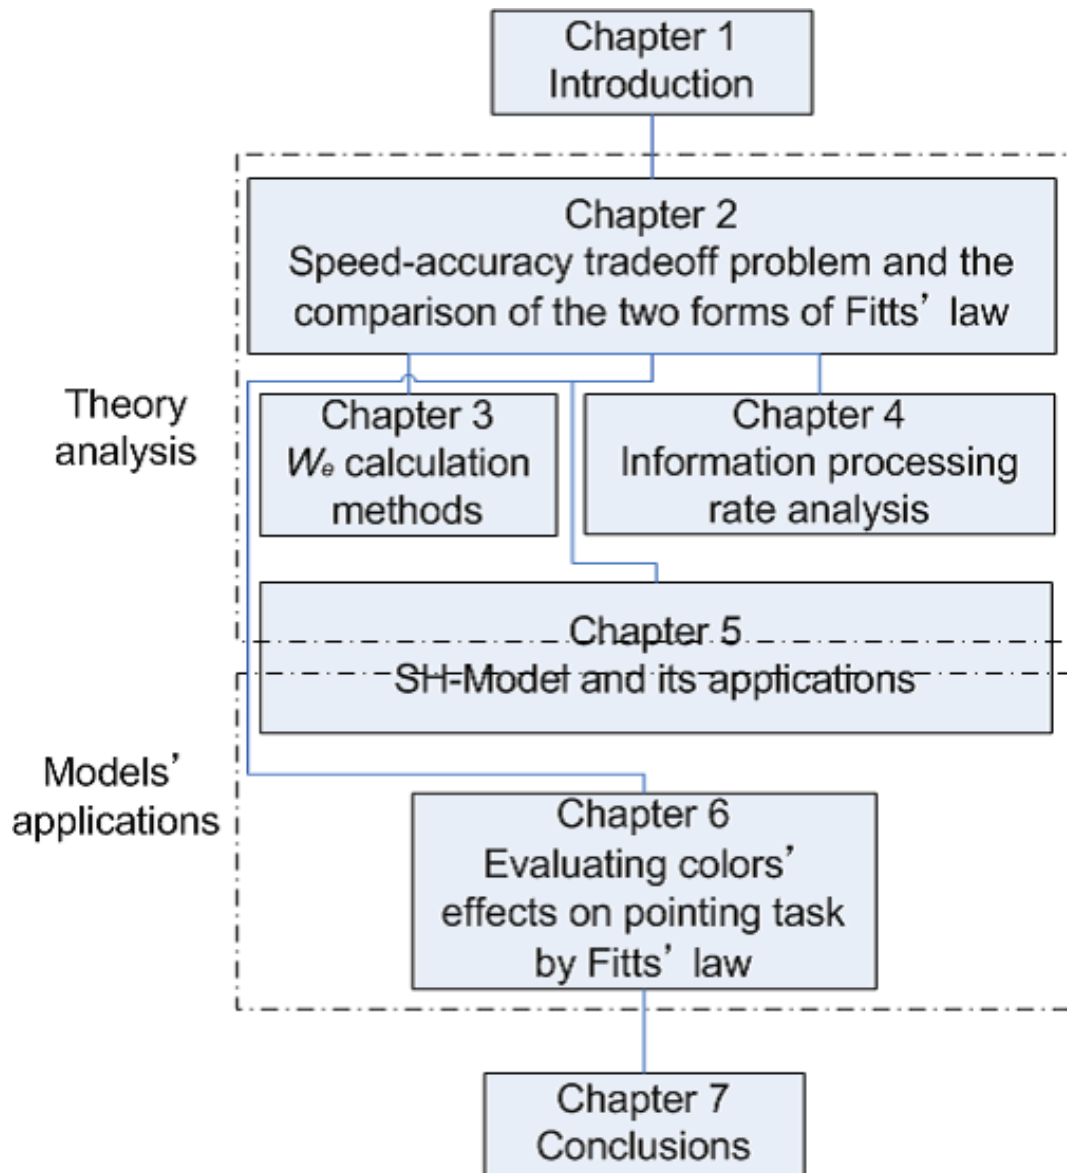 Chapter 1
Introduction
Chapter 2
Speed-accuracy tradeoff problem and the
comparison of the two forms of Fitts’ law
Theory
analysis
Chapter 3
We calculation
methods
Chapter 4
Information processing
rate analysis
Chapter 5
SH-Model and its applications
Models’
applications
Chapter 6
Evaluating colors’
effects on pointing task
by Fitts’ law
Chapter 7
Conclusions